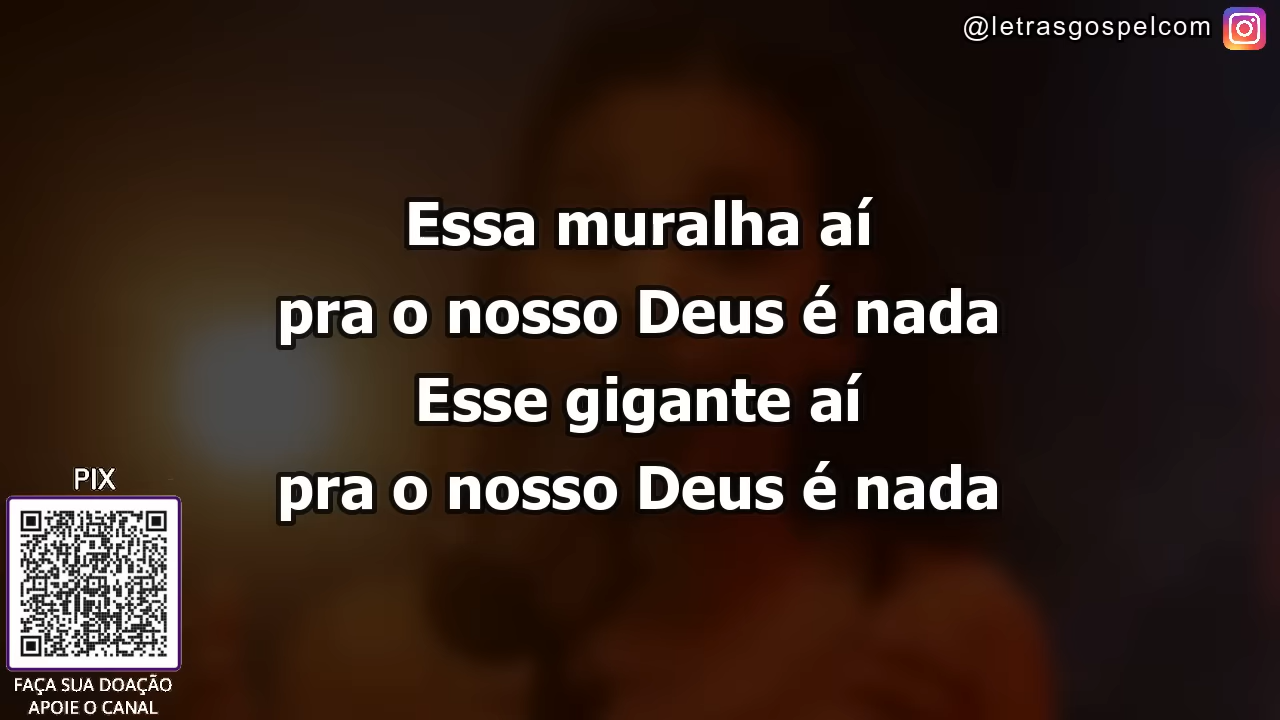 @letrasgospelcom
Essa muralha aí
pra o nosso Deus é nada
Esse gigante aí
pra o nosso Deus é nada
PIX
FAÇA SUA DOAÇÃO
APOIE O CANAL